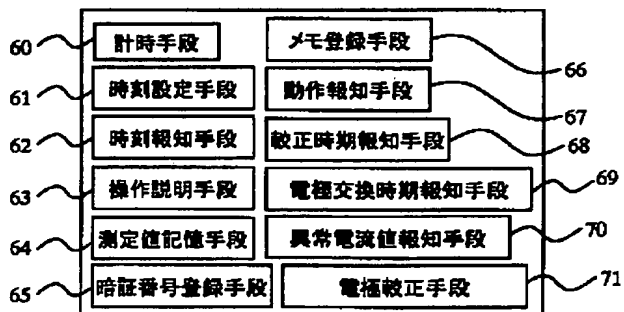 60 計時手段 メモ登録手段 66
61 時刻設定手段 動作報知手段 67
62 時刻報知手段 較正時期報知手段 68
63 操作説明手段 電極交換時期報知手段 69
64 測定値記憶手段 異常電流値報知手段 70
65 暗証番号登録手段 電極較正手段 71